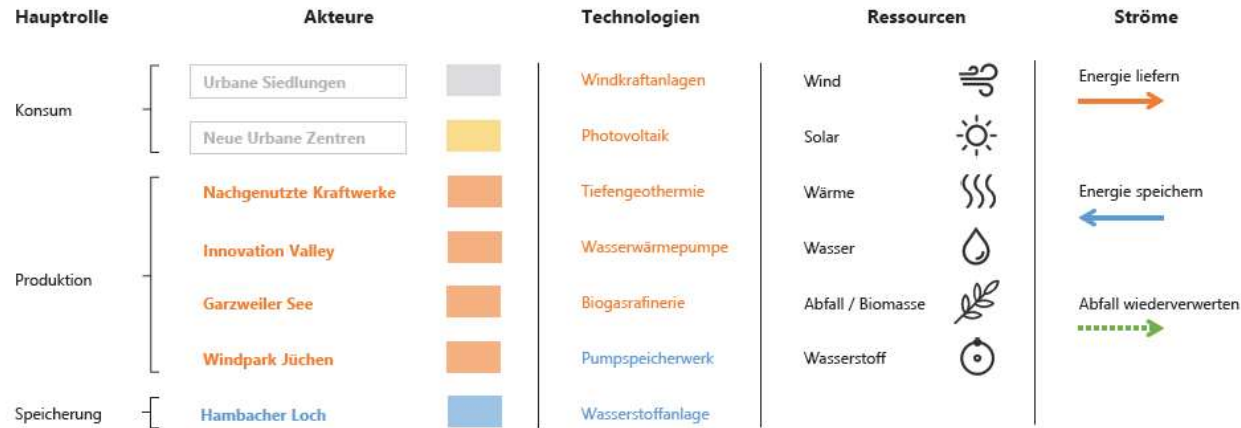 Hauptrolle Akteure Technologien Ressourcen Ströme
Urbane Siedlungen Windkraftanlagen Wind Energie liefern
Konsum
Neue Urbane Zentren Photovoltaik Solar
Nachgenutzte Kraftwerke Tiefengeothermie Wärme Energie speichern
Innovation Valley Wasserwärmepumpe Wasser
Produktion
Garzweiler See Biogasrafinerie Abfall / Biomasse Abfall wiederverwerten
Windpark Jüchen Pumpspeicherwerk Wasserstoff
Speicherung Hambacher Loch Wasserstoffanlage